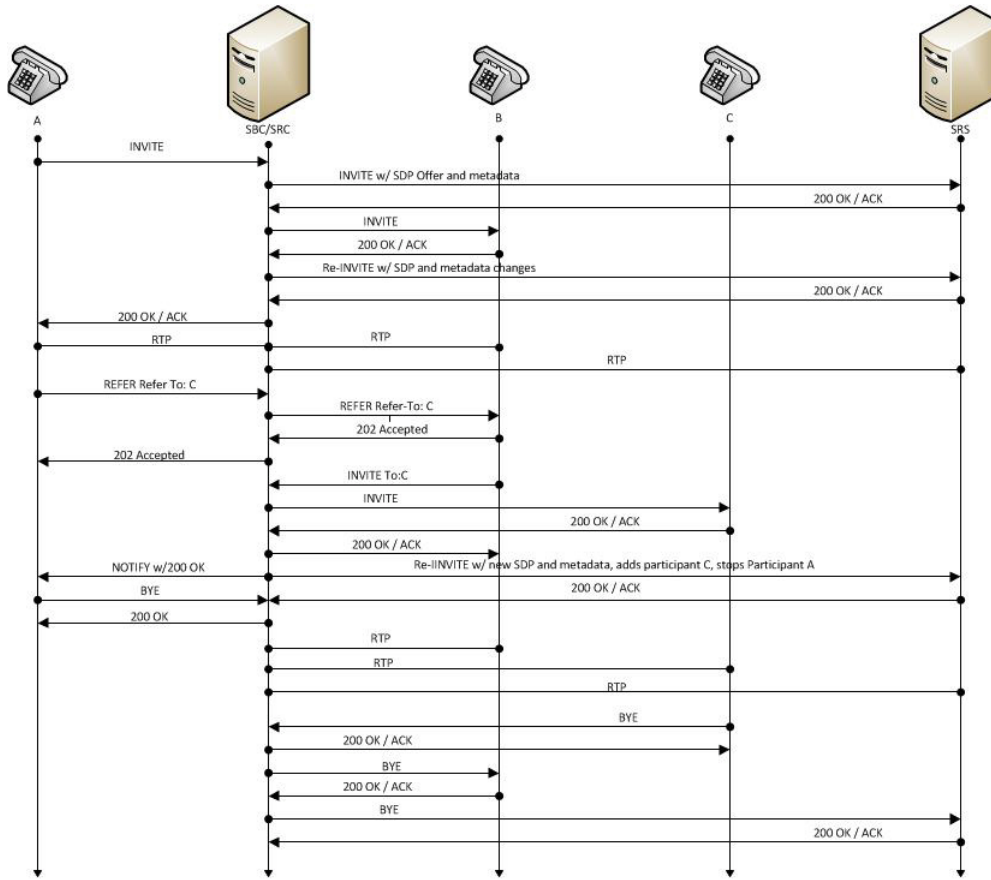 A
SBC/SRC
B
C
SRS
INVITE
INVITE w/ SDP Offer and metadata
200 OK / ACK
INVITE
200 OK / ACK
Re-INVITE w/ SDP and metadata changes
200 OK / ACK
200 OK / ACK
RTP
RTP
RTP
REFER Refer To: C
REFER Refer-To: C
202 Accepted
202 Accepted
INVITE To:C
INVITE
200 OK / ACK
200 OK / ACK
NOTIFY w/200 OK
Re-IINVITE w/ new SDP and metadata, adds participant C, stops Participant A
BYE
200 OK / ACK
200 OK
RTP
RTP
RTP
BYE
200 OK / ACK
BYE
200 OK / ACK
BYE
200 OK / ACK